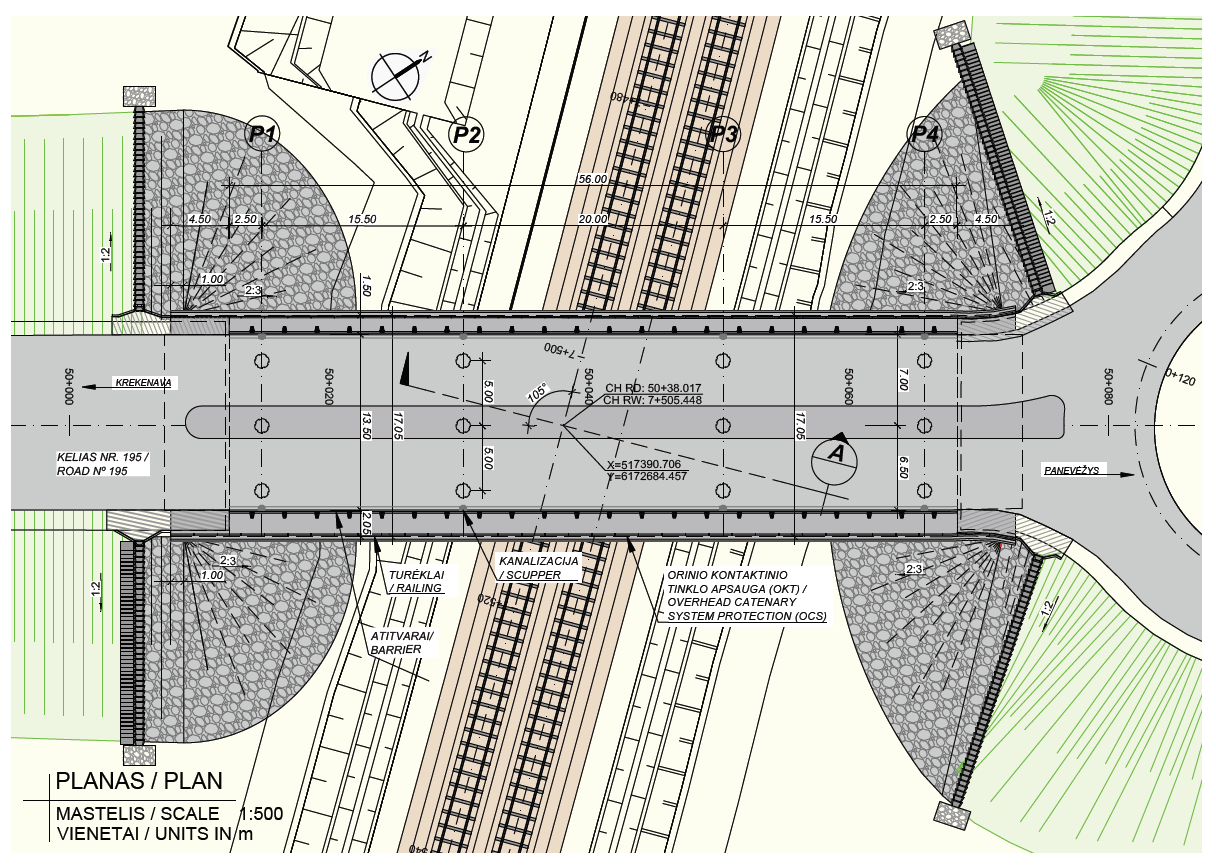 N
7+480
P1
P2
P3
P4
56.00
4.50
2.50
15.50
20.00
15.50
2.50
4.50
1:2
1:2
1.00
2:3
1.50
2:3
7+500
50+000
KREKENAVA
50+020
5.00
105°
50+040
CH RD: 50+38.017
CH RW: 7+505.448
50+060
7.00
50+080
0+120
13.50
17.05
17.05
5.00
A
6.50
KELIAS NR. 195 /
ROAD Nº 195
X=517390.706
Y=6172684.457
PANEVĖŽYS
2.05
2:3
1.00
1:2
TURĖKLAI
/ RAILING
KANALIZACIJA
/ SCUPPER
ORINIO KONTAKTINIO
TINKLO APSAUGA (OKT) /
OVERHEAD CATENARY
SYSTEM PROTECTION (OCS)
2:3
1:2
+520
ATITVARAI/
BARRIER
PLANAS / PLAN
MASTELIS / SCALE 1:500
VIENETAI / UNITS IN m
+540